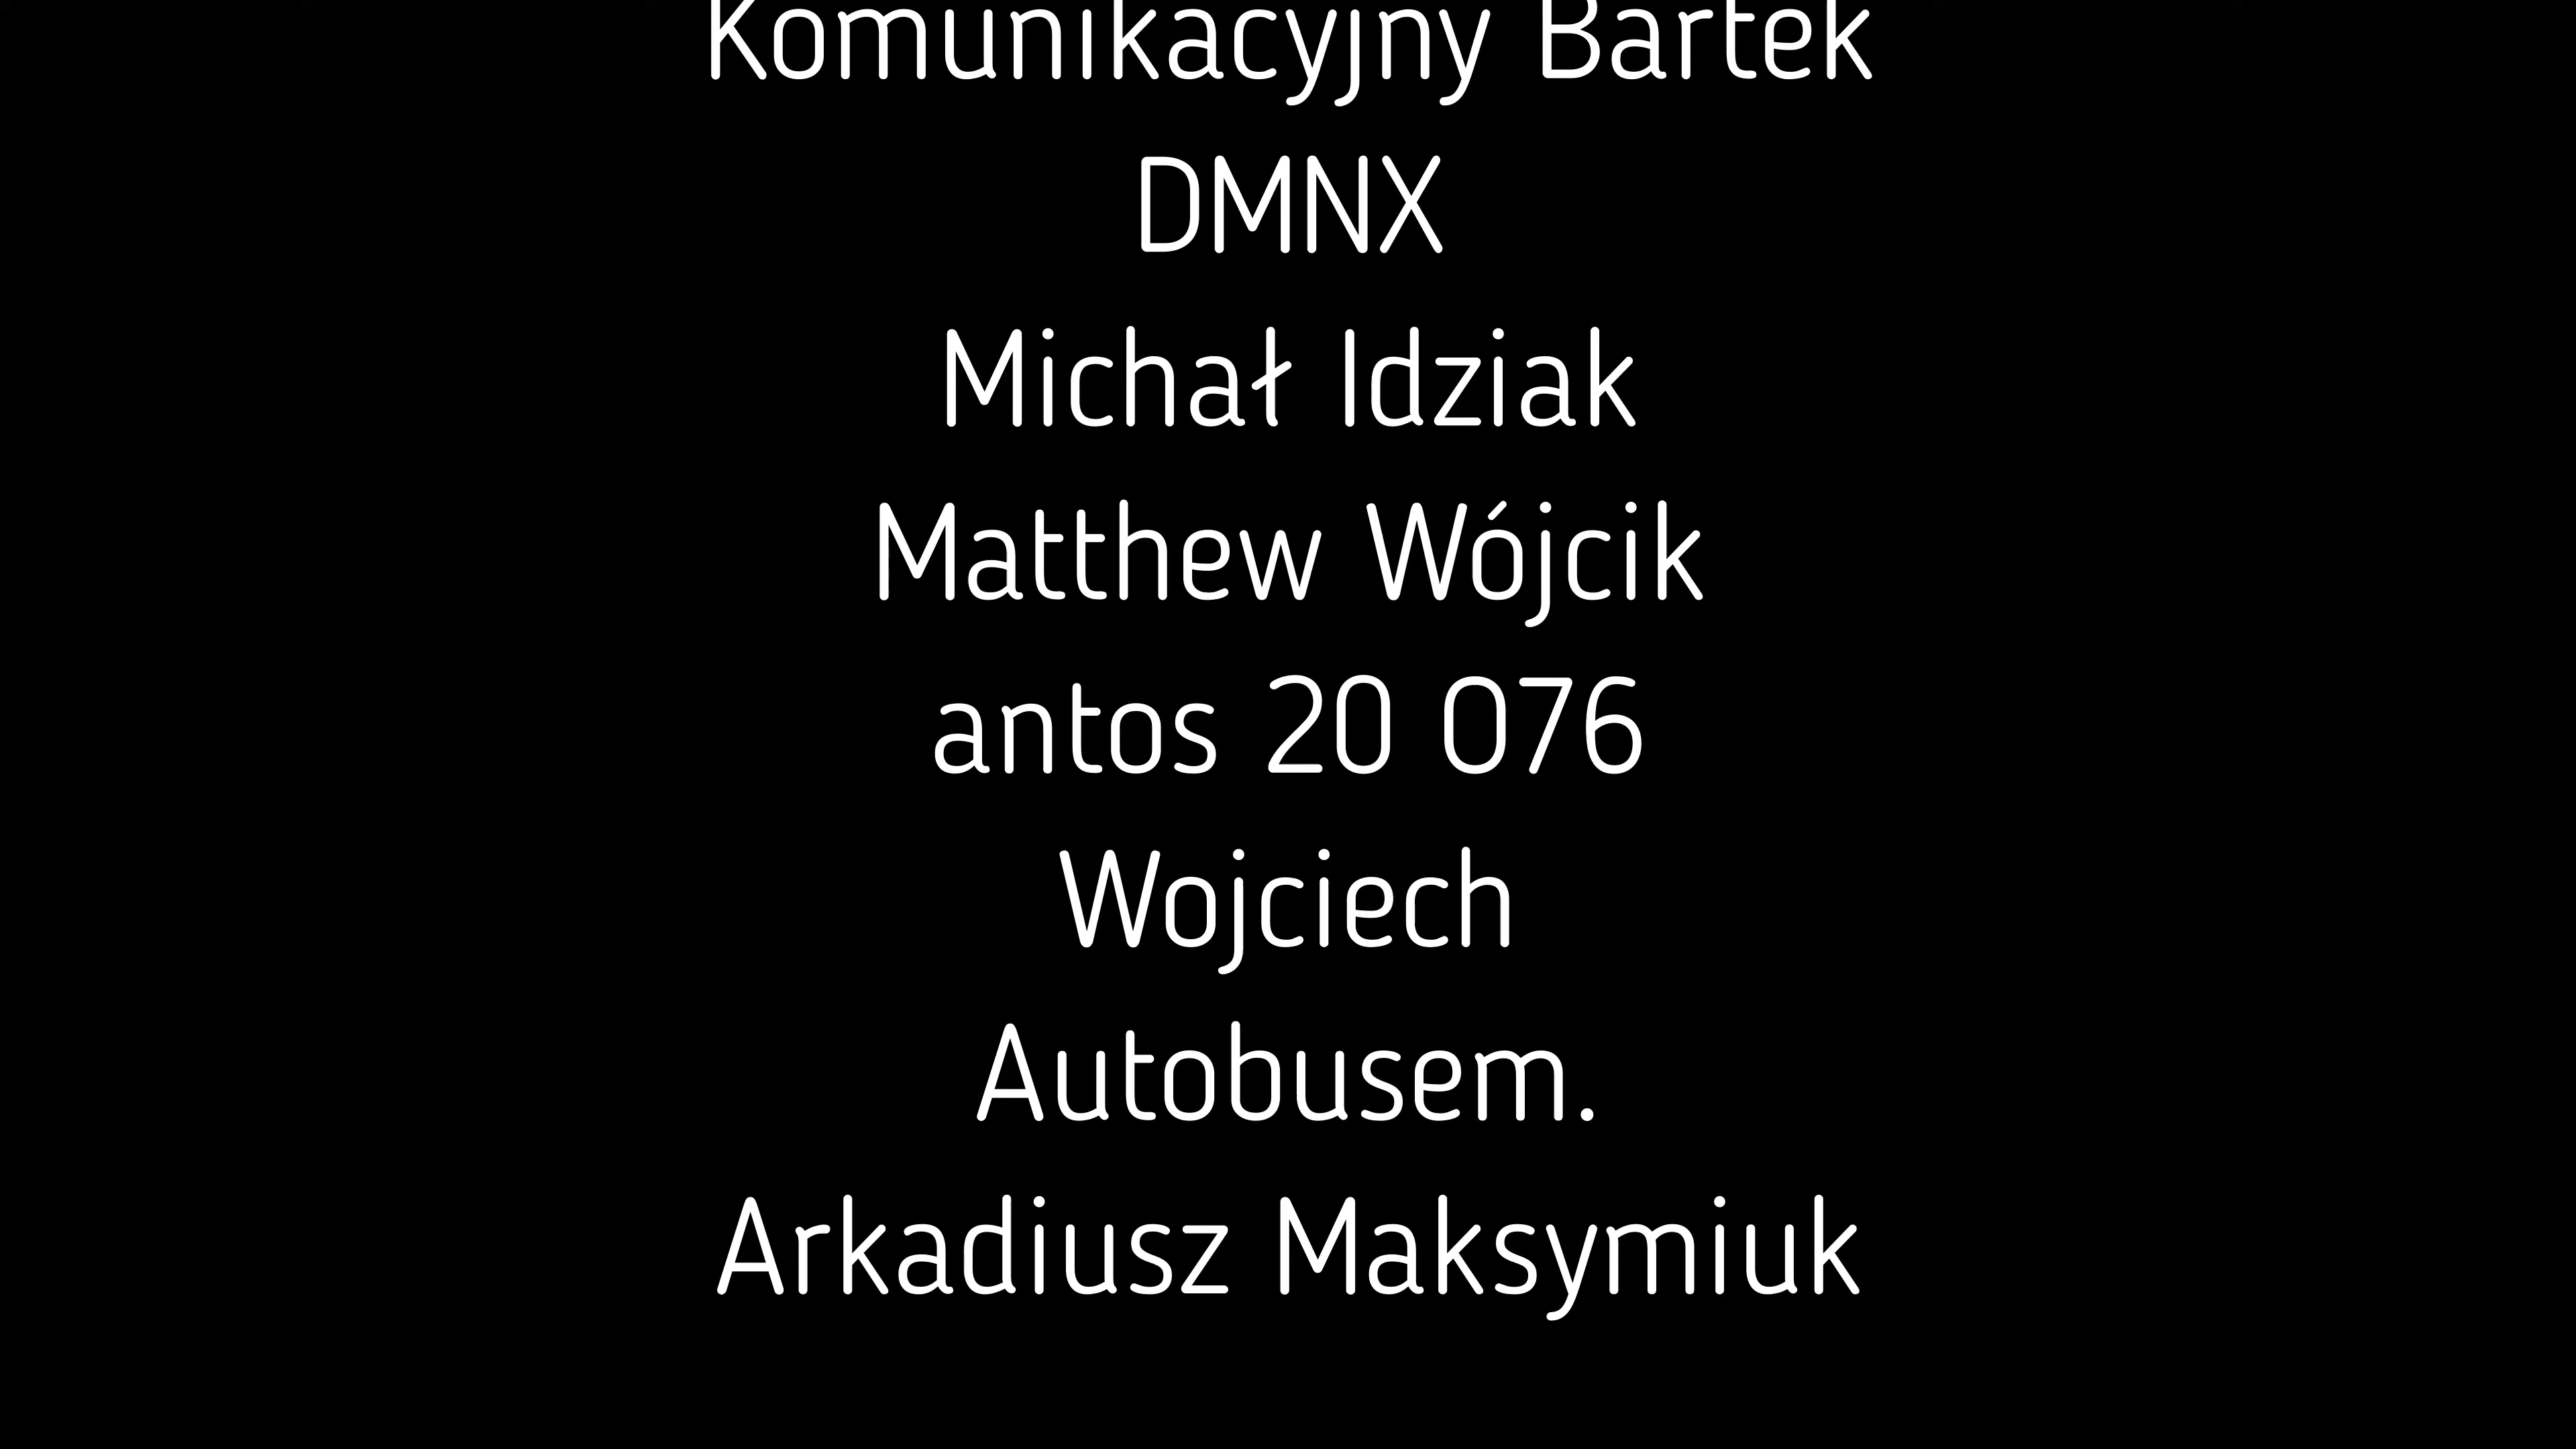 Komunikacyjny Bartek
DMNX
Michał Idziak
Matthew Wójcik
antos 20 076
Wojciech
Autobusem.
Arkadiusz Maksymiuk